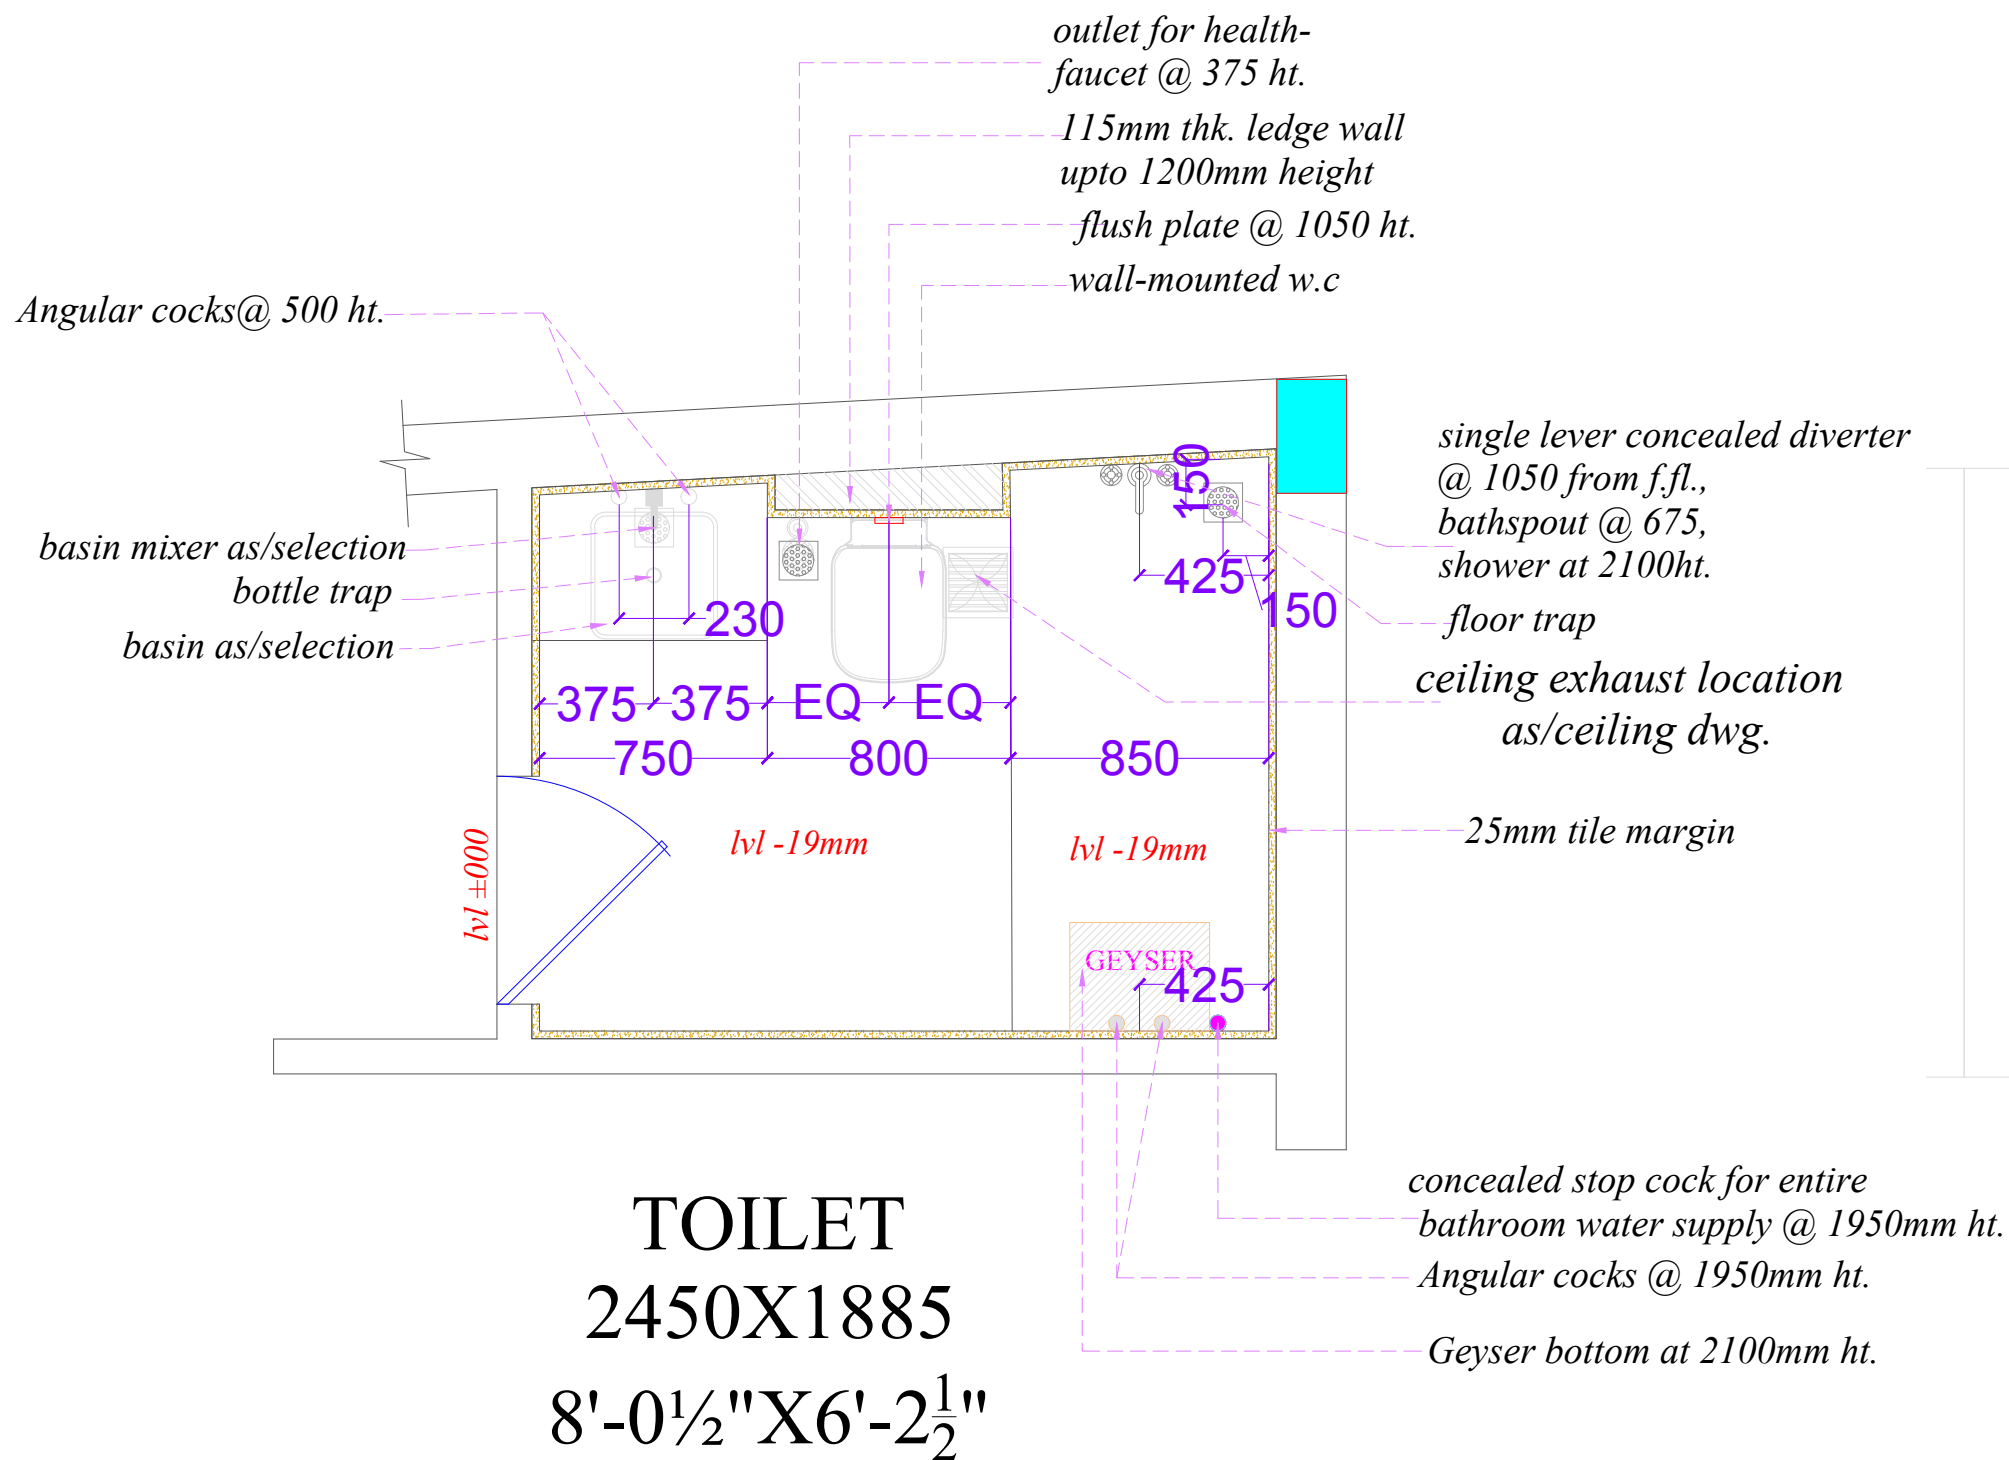 outlet for health-
faucet @ 375 ht.
115mm thk. ledge wall
upto 1200mm height
flush plate @ 1050 ht.
wall-mounted w.c
Angular cocks@ 500 ht.
single lever concealed diverter
@ 1050 from f.fl.,
bathspout @ 675,
shower at 2100ht.
floor trap
ceiling exhaust location
as/ceiling dwg.
25mm tile margin
basin mixer as/selection
bottle trap
basin as/selection
150
425
150
230
375
375
EQ
EQ
750
800
850
lvl ±000
lvl -19mm
lvl -19mm
GEYSER
425
concealed stop cock for entire
bathroom water supply @ 1950mm ht.
Angular cocks @ 1950mm ht.
Geyser bottom at 2100mm ht.
TOILET
2450X1885
8'-0½"X6'-2½"